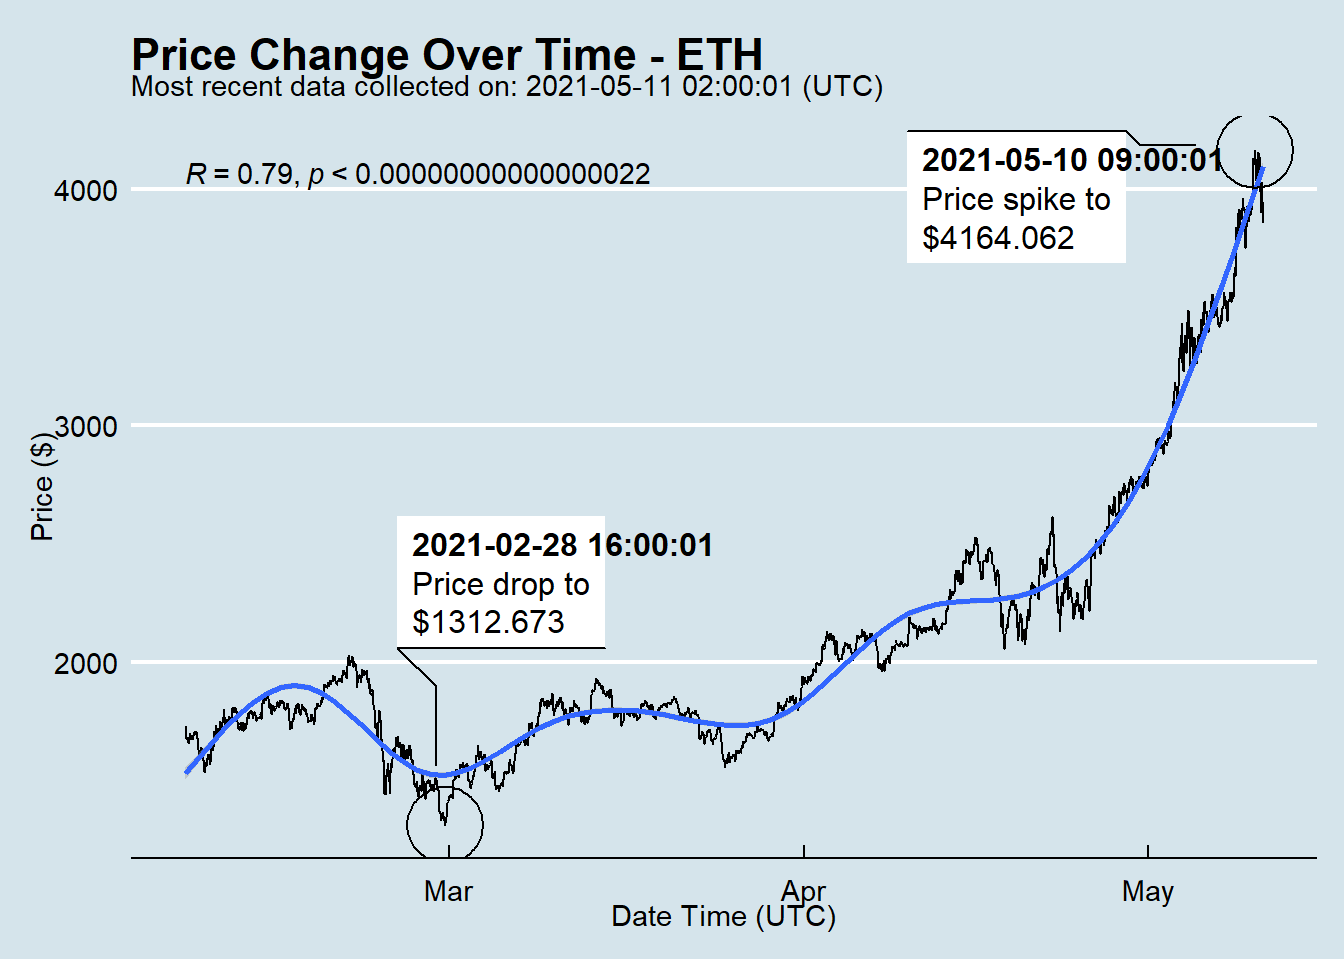 Price Change Over Time - ETH
Most recent data collected on: 2021-05-11 02:00:01 (UTC)
R = 0.79, p < 0.00000000000000022
2021-05-10 09:00:01
Price spike to
$4164.062
4000
3000
Price ($)
2021-02-28 16:00:01
Price drop to
$1312.673
2000
Mar
Apr
May
Date Time (UTC)